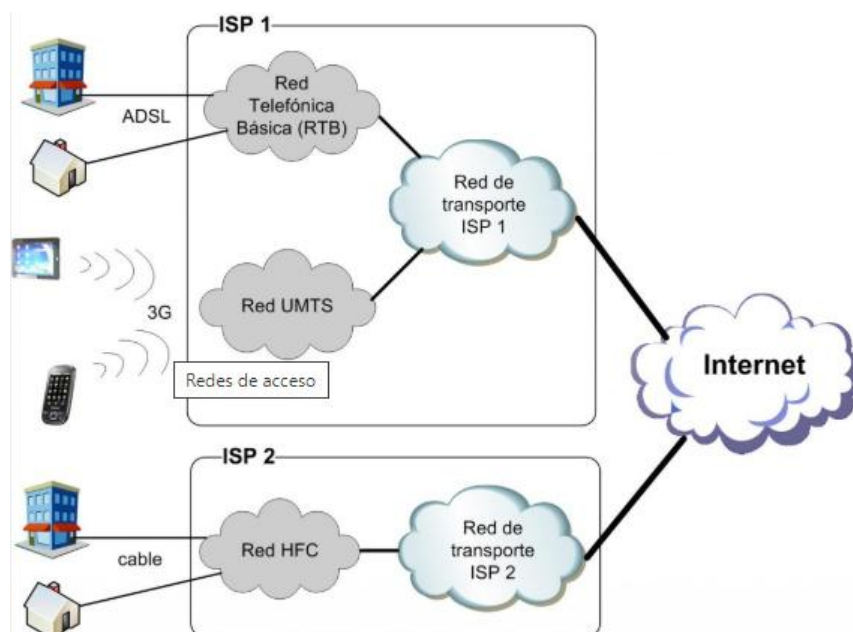 ISP 1
Red
Telefónica
Básica (RTB)
ADSL
Red de
transporte
ISP 1
Red UMTS
3G
Redes de acceso
Internet
ISP 2
Red HFC
Red de
transporte
ISP 2
cable